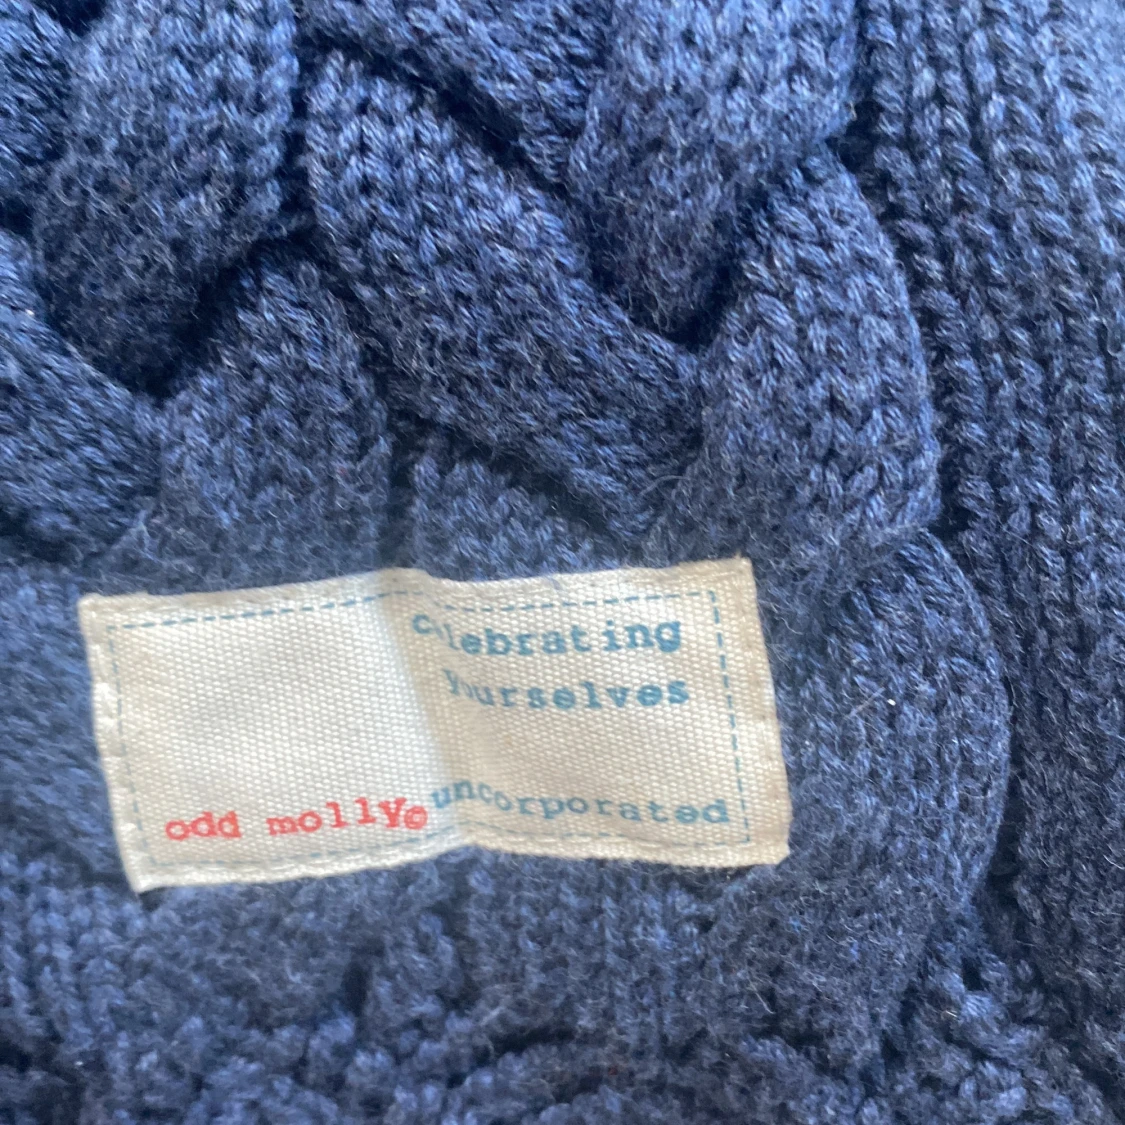 celebrating
yourselves
odd molly© uncorporated